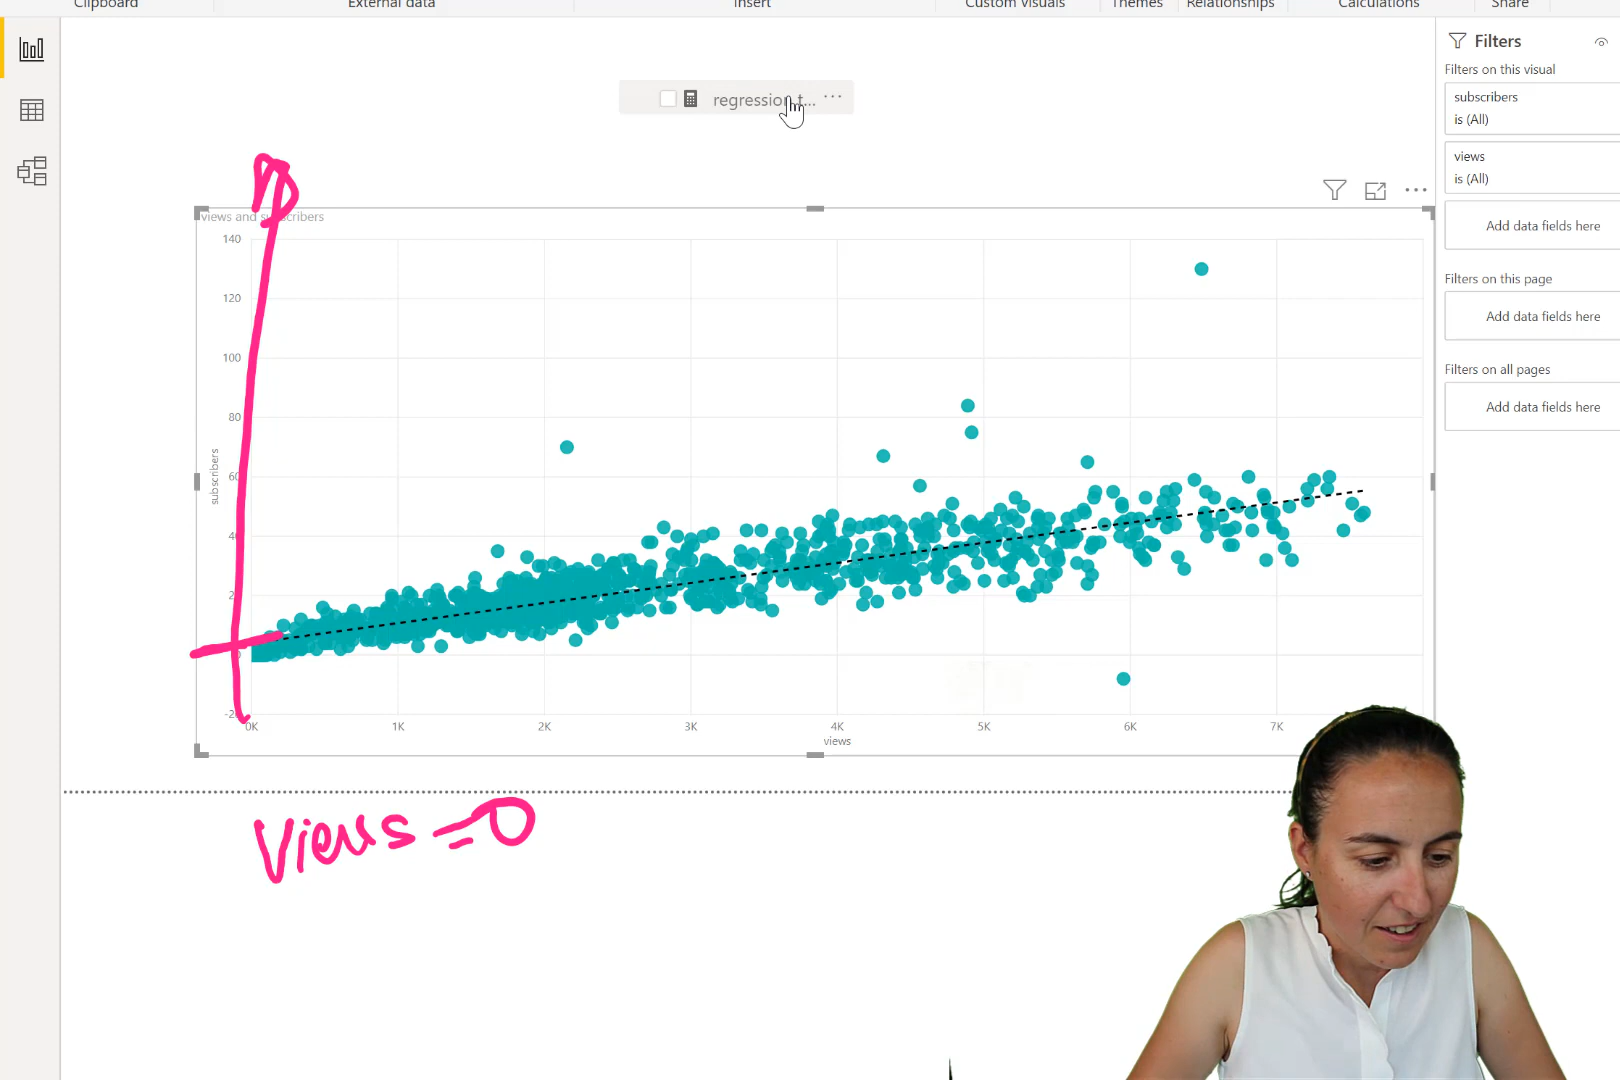 Clipboard External data Insert Custom visuals Themes Relationships Calculations Share
Filters
Filters on this visual
subscribers
is (All)
views
is (All)
Add data fields here
Filters on this page
Add data fields here
Filters on all pages
Add data fields here
regression t... ...
views and subscribers
140
120
100
80
60
subscribers
0K 1K 2K 3K 4K 5K 6K 7K
views
Views = 0